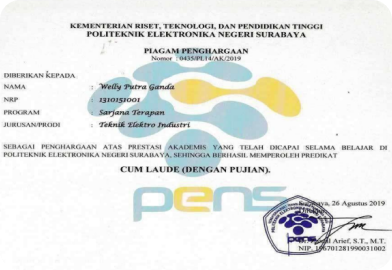 KEMENTERIAN RISET, TEKNOLOGI, DAN PENDIDIKAN TINGGI
POLITEKNIK ELEKTRONIKA NEGERI SURABAYA
PIAGAM PENGHARGAAN
Nomor : 0435/PL14/AK/2019
DIBERIKAN KEPADA
NAMA : Welly Putra Ganda
NRP : 1310151001
PROGRAM : Sarjana Terapan
JURUSAN/PRODI : Teknik Elektro Industri
SEBAGAI PENGHARGAAN ATAS PRESTASI AKADEMIS YANG TELAH DICAPAI SELAMA BELAJAR DI
POLITEKNIK ELEKTRONIKA NEGERI SURABAYA, SEHINGGA BERHASIL MEMPEROLEH PREDIKAT
CUM LAUDE (DENGAN PUJIAN).
pens
26 Agustus 2019
Arief, S.T., M.T.
NIP. 196701281990031002